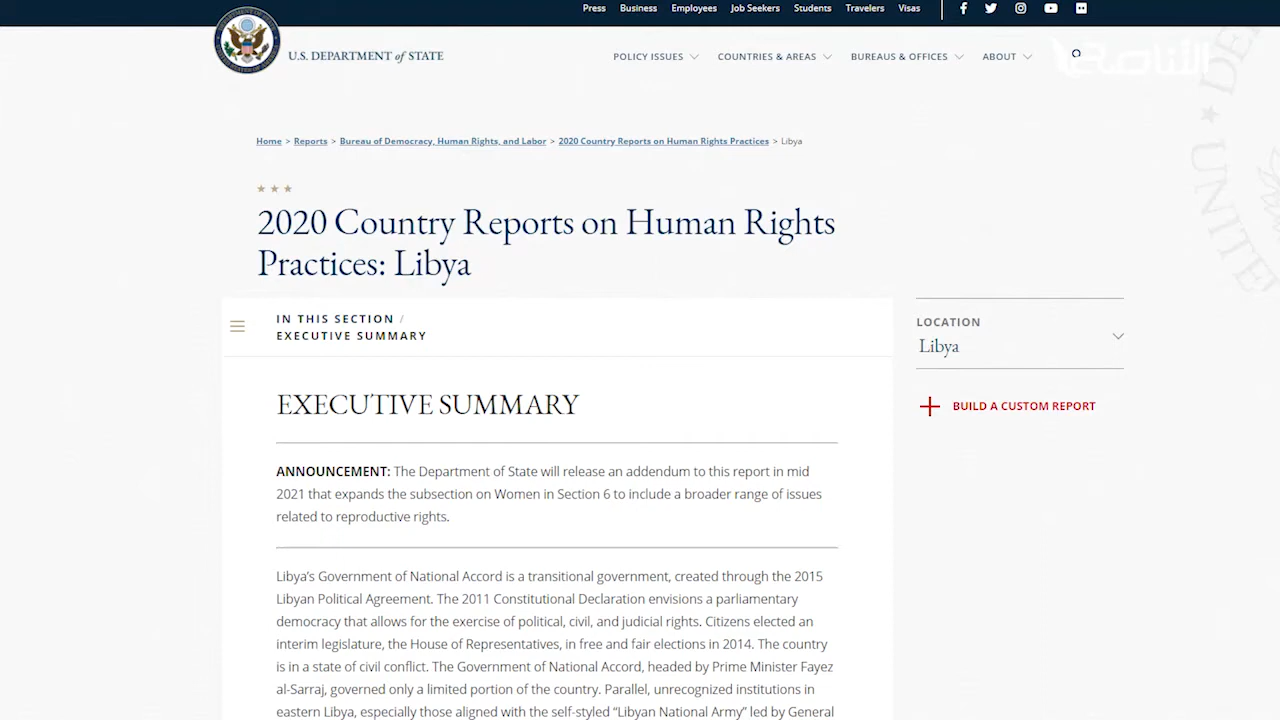 Press Business Employees Job Seekers Students Travelers Visas
U.S. DEPARTMENT of STATE
POLICY ISSUES COUNTRIES & AREAS BUREAUS & OFFICES ABOUT
Home > Reports > Bureau of Democracy, Human Rights, and Labor > 2020 Country Reports on Human Rights Practices > Libya
2020 Country Reports on Human Rights
Practices: Libya
IN THIS SECTION /
EXECUTIVE SUMMARY
LOCATION
Libya
BUILD A CUSTOM REPORT
EXECUTIVE SUMMARY
ANNOUNCEMENT: The Department of State will release an addendum to this report in mid
2021 that expands the subsection on Women in Section 6 to include a broader range of issues
related to reproductive rights.
Libya's Government of National Accord is a transitional government, created through the 2015
Libyan Political Agreement. The 2011 Constitutional Declaration envisions a parliamentary
democracy that allows for the exercise of political, civil, and judicial rights. Citizens elected an
interim legislature, the House of Representatives, in free and fair elections in 2014. The country
is in a state of civil conflict. The Government of National Accord, headed by Prime Minister Fayez
al-Sarraj, governed only a limited portion of the country. Parallel, unrecognized institutions in
eastern Libya, especially those aligned with the self-styled "Libyan National Army" led by General